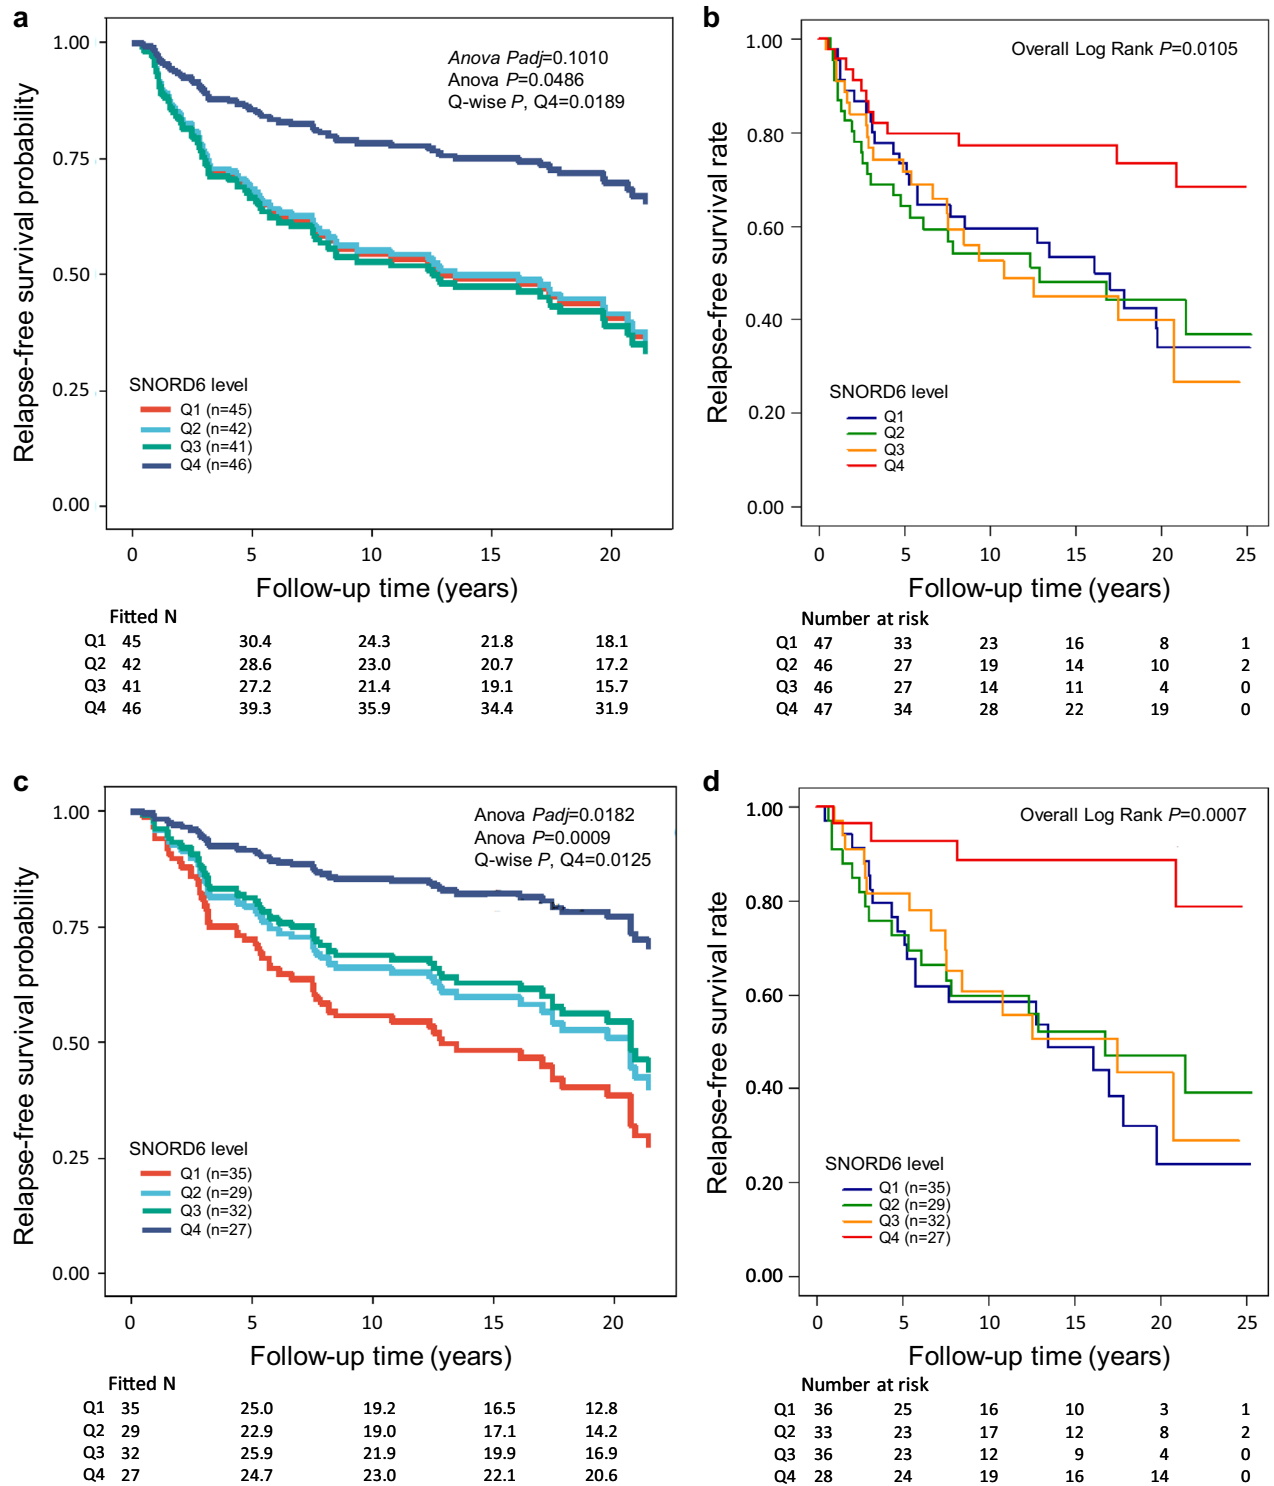 a
Relapse-free survival probability
1.00
0.75
0.50
0.25
0.00
Anova Padj=0.1010
Anova P=0.0486
Q-wise P, Q4=0.0189
SNORD6 level
Q1 (n=45)
Q2 (n=42)
Q3 (n=41)
Q4 (n=46)
0 5 10 15 20
Follow-up time (years)
Fitted N
Q1 45 30.4 24.3 21.8 18.1
Q2 42 28.6 23.0 20.7 17.2
Q3 41 27.2 21.4 19.1 15.7
Q4 46 39.3 35.9 34.4 31.9
b
Relapse-free survival rate
1.00
0.80
0.60
0.40
0.20
0.00
Overall Log Rank P=0.0105
SNORD6 level
Q1
Q2
Q3
Q4
0 5 10 15 20 25
Follow-up time (years)
Number at risk
Q1 47 33 23 16 8 1
Q2 46 27 19 14 10 2
Q3 46 27 14 11 4 0
Q4 47 34 28 22 19 0
c
Relapse-free survival probability
1.00
0.75
0.50
0.25
0.00
Anova Padj=0.0182
Anova P=0.0009
Q-wise P, Q4=0.0125
SNORD6 level
Q1 (n=35)
Q2 (n=29)
Q3 (n=32)
Q4 (n=27)
0 5 10 15 20
Follow-up time (years)
Fitted N
Q1 35 25.0 19.2 16.5 12.8
Q2 29 22.9 19.0 17.1 14.2
Q3 32 25.9 21.9 19.9 16.9
Q4 27 24.7 23.0 22.1 20.6
d
Relapse-free survival rate
1.00
0.80
0.60
0.40
0.20
0.00
Overall Log Rank P=0.0007
SNORD6 level
Q1 (n=35)
Q2 (n=29)
Q3 (n=32)
Q4 (n=27)
0 5 10 15 20 25
Follow-up time (years)
Number at risk
Q1 36 25 16 10 3 1
Q2 33 23 17 12 8 2
Q3 36 23 12 9 4 0
Q4 28 24 19 16 14 0